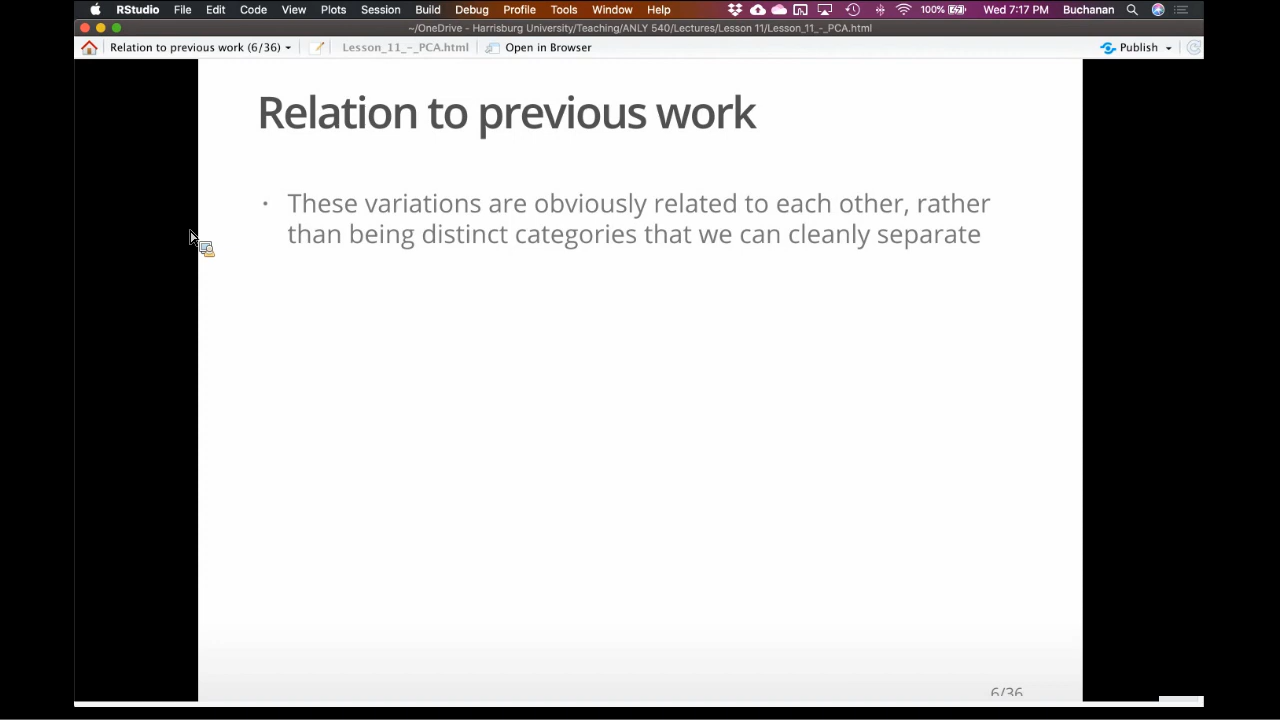 RStudio File Edit Code View Plots Session Build Debug Profile Tools Window Help 100% Wed 7:17 PM Buchanan
~/OneDrive - Harrisburg University/Teaching/ANLY 540/Lectures/Lesson 11/Lesson_11_-_PCA.html
Relation to previous work (6/36) Lesson_11_-_PCA.html Open in Browser Publish
Relation to previous work
• These variations are obviously related to each other, rather
than being distinct categories that we can cleanly separate
6/36